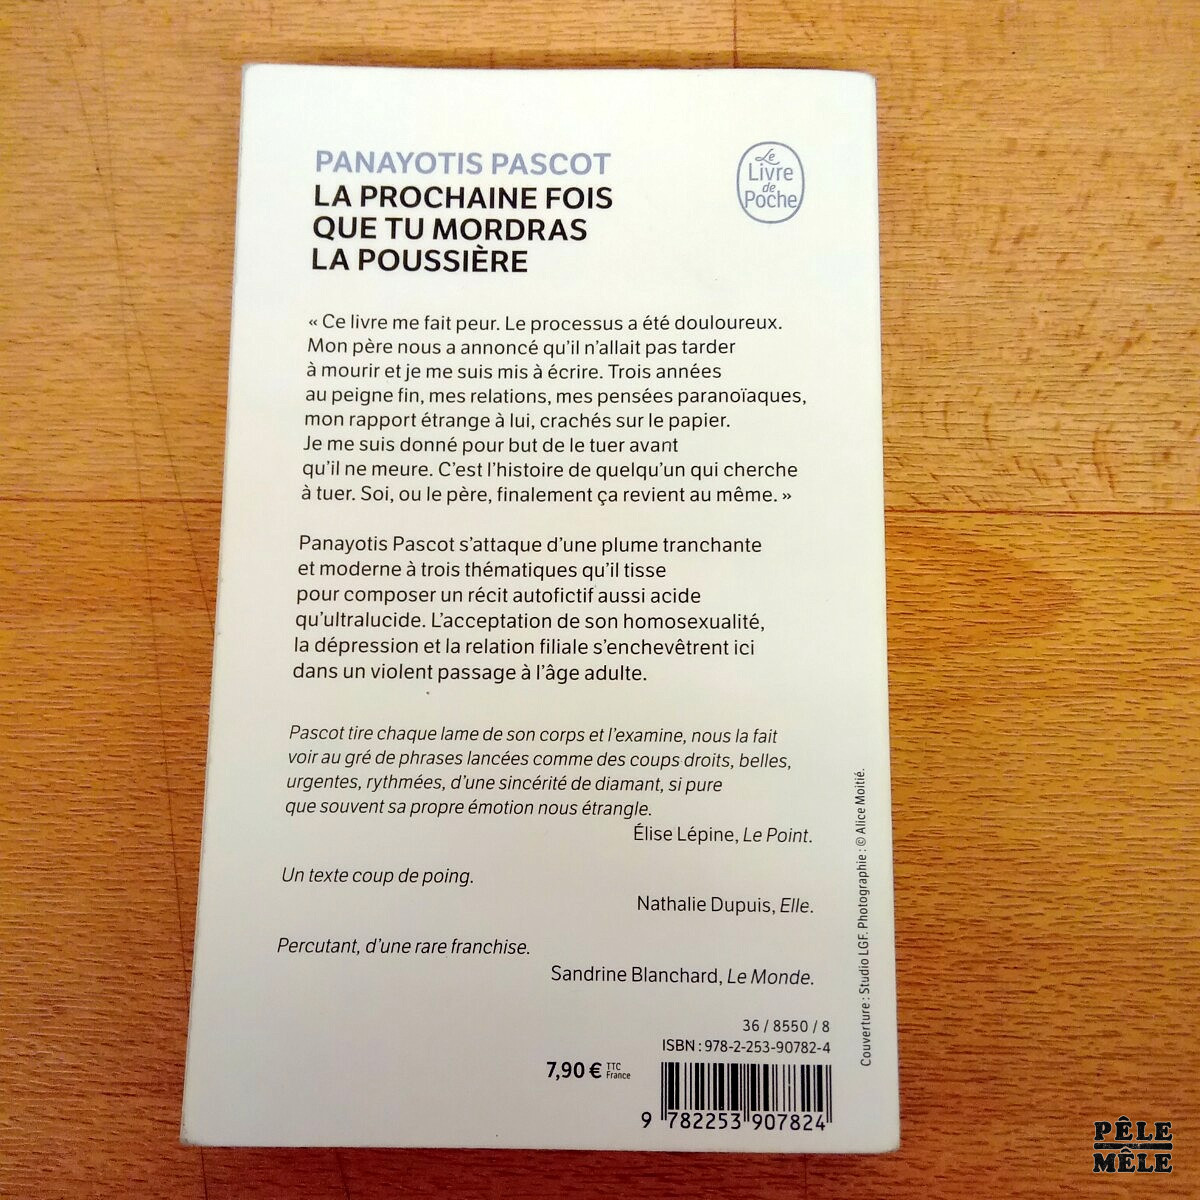 PANAYOTIS PASCOT
LA PROCHAINE FOIS
QUE TU MORDRAS
LA POUSSIÈRE
Le
Livre
de
Poche
« Ce livre me fait peur. Le processus a été douloureux.
Mon père nous a annoncé qu’il n’allait pas tarder
à mourir et je me suis mis à écrire. Trois années
au peigne fin, mes relations, mes pensées paranoïaques,
mon rapport étrange à lui, crachés sur le papier.
Je me suis donné pour but de le tuer avant
qu’il ne meure. C’est l’histoire de quelqu’un qui cherche
à tuer. Soi, ou le père, finalement ça revient au même. »
Panayotis Pascot s’attaque d’une plume tranchante
et moderne à trois thématiques qu’il tisse
pour composer un récit autofictif aussi acide
qu’ultralucide. L’acceptation de son homosexualité,
la dépression et la relation filiale s’enchevêtrent ici
dans un violent passage à l’âge adulte.
Pascot tire chaque lame de son corps et l’examine, nous la fait
voir au gré de phrases lancées comme des coups droits, belles,
urgentes, rythmées, d’une sincérité de diamant, si pure
que souvent sa propre émotion nous étrangle.
Élise Lépine, Le Point.
Un texte coup de poing.
Nathalie Dupuis, Elle.
Percutant, d’une rare franchise.
Sandrine Blanchard, Le Monde.
Couverture : Studio LGF. Photographie : © Alice Moitié.
36 / 8550 / 8
ISBN : 978-2-253-90782-4
7,90 € TTC
France
9 782253 907824
PÊLE
MÊLE